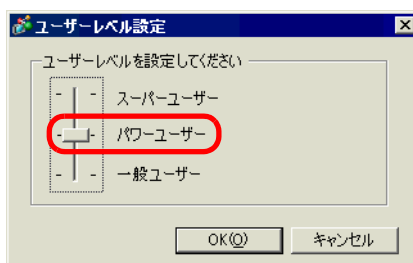 ユーザーレベル設定
ユーザーレベルを設定してください
スーパーユーザー
パワーユーザー
一般ユーザー
OK(O)
キャンセル